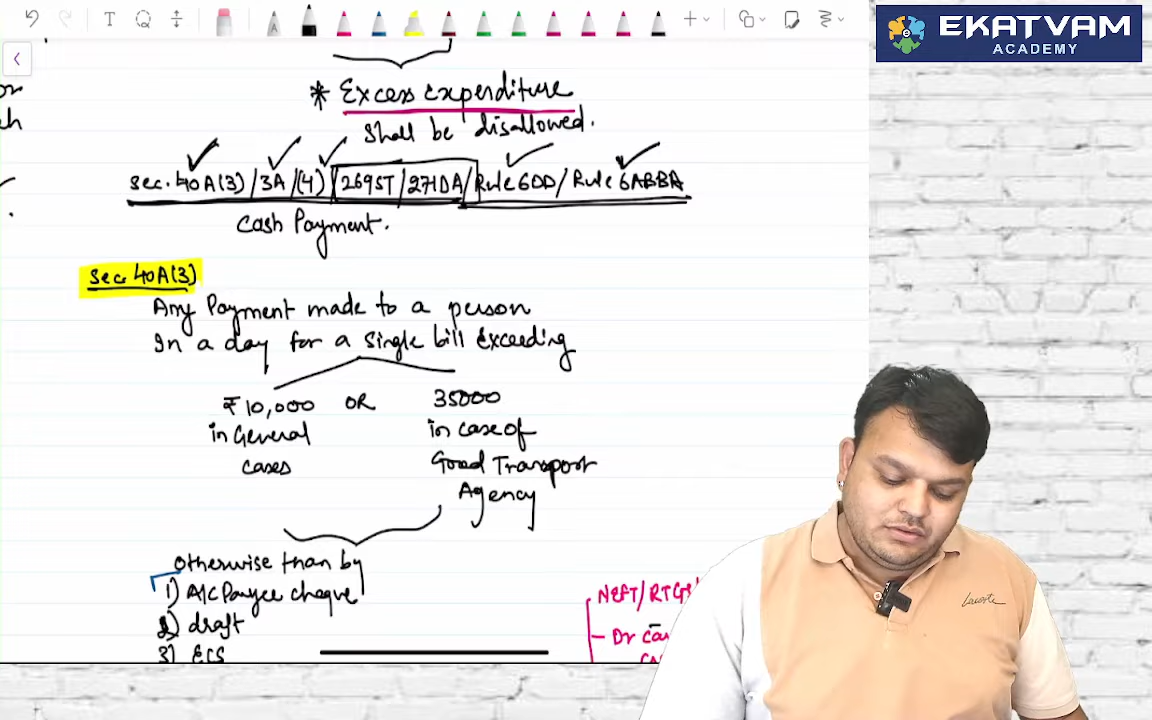 EKATVAM
ACADEMY
* Excess expenditure
shall be disallowed.
Sec. 40A(3) / 3A / (4) / 269ST / 271DA / Rule 6DD / Rule 6ABBA
Cash Payment.
Sec 40A(3)
Any Payment made to a person
In a day for a single bill exceeding
₹10,000 OR 35000
in General in case of
cases Good Transport
Agency
otherwise than by
1) A/c Payee cheque
2) draft
3) ECS
NEFT/RTGS/
- Dr Car
Lacoste